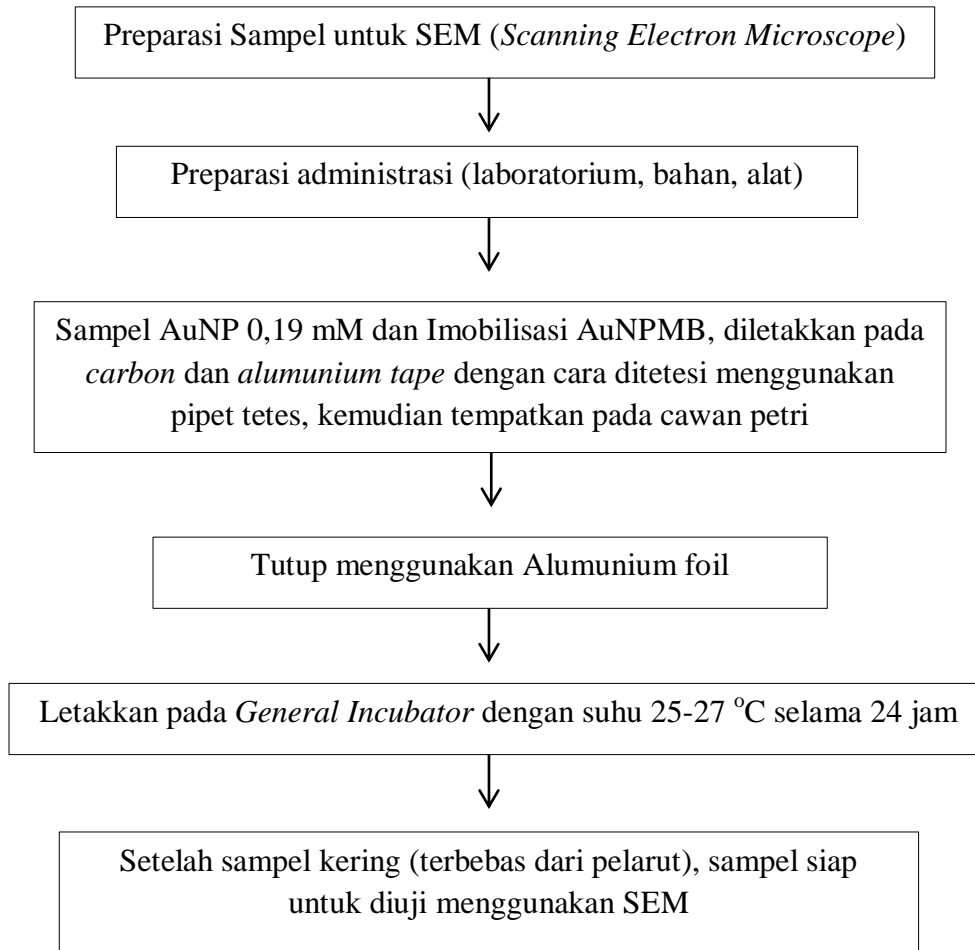 Preparasi Sampel untuk SEM (Scanning Electron Microscope)
Preparasi administrasi (laboratorium, bahan, alat)
Sampel AuNP 0,19 mM dan Imobilisasi AuNPMB, diletakkan pada
carbon dan alumunium tape dengan cara ditetesi menggunakan
pipet tetes, kemudian tempatkan pada cawan petri
Tutup menggunakan Alumunium foil
Letakkan pada General Incubator dengan suhu 25-27 °C selama 24 jam
Setelah sampel kering (terbebas dari pelarut), sampel siap
untuk diuji menggunakan SEM